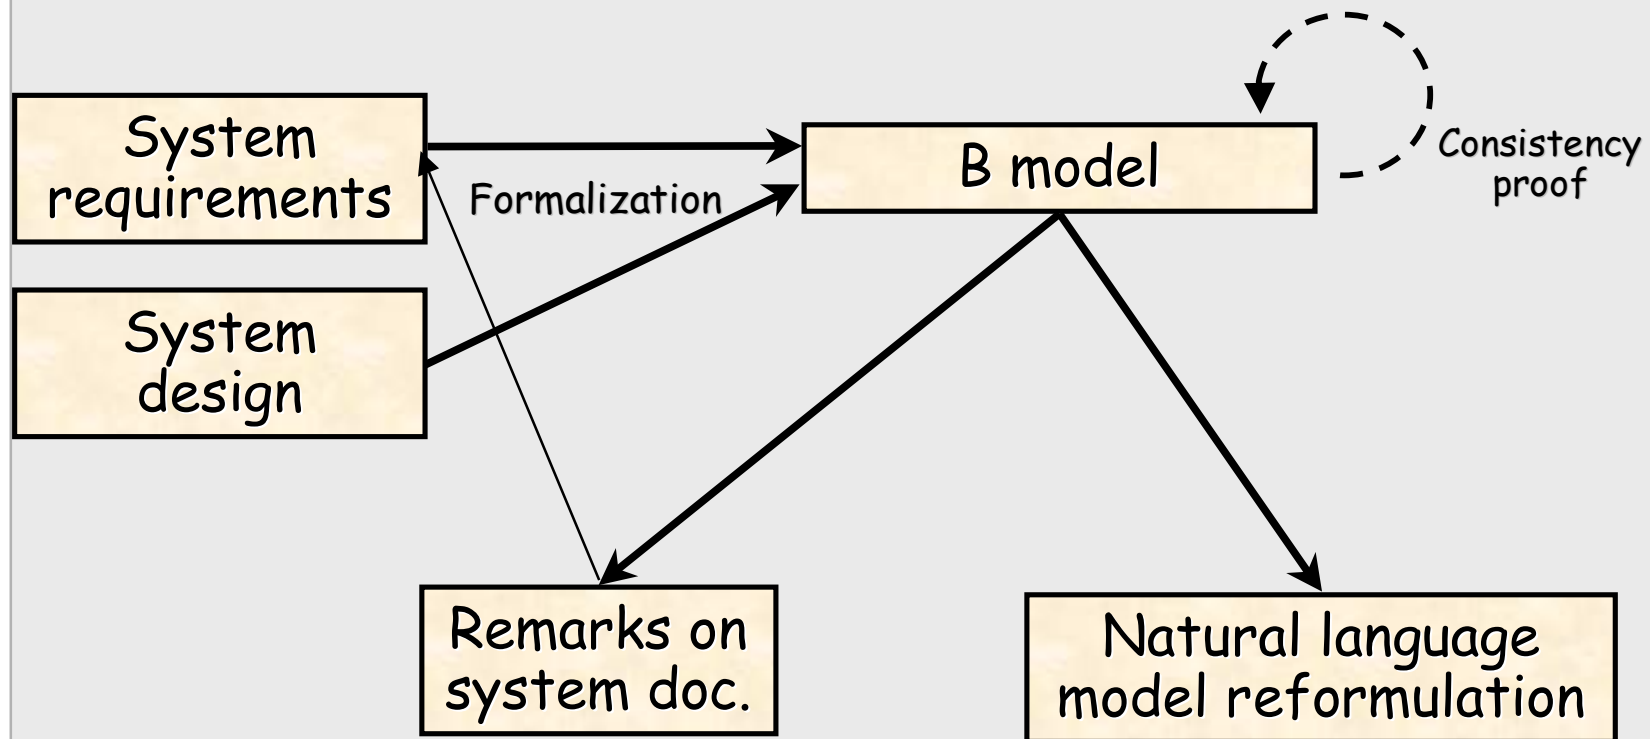 System
requirements
Formalization
B model
Consistency
proof
System
design
Remarks on
system doc.
Natural language
model reformulation